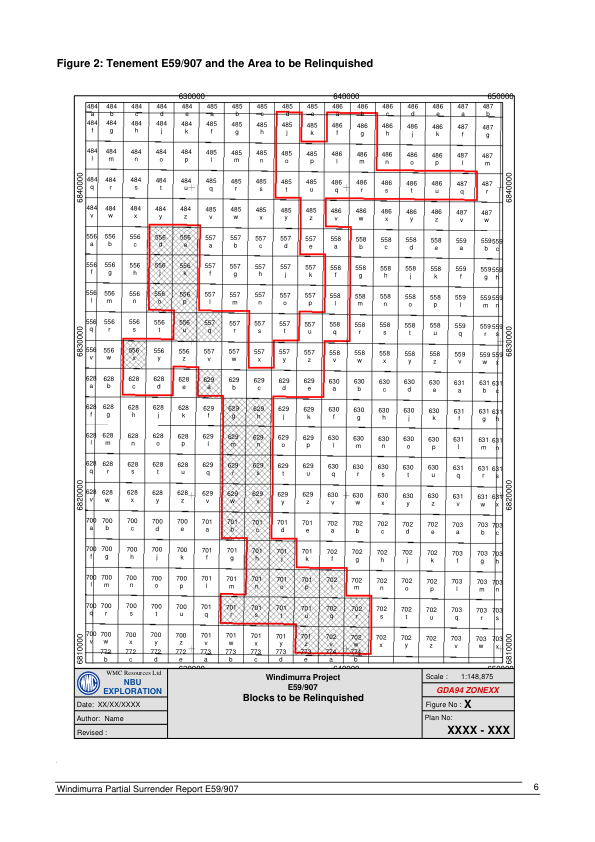 Figure 2: Tenement E59/907 and the Area to be Relinquished
630000 640000 650000
484 484 484 484 484 485 485 485 485 485 486 486 486 486 486 487 487
a b c d e a b c d e a b c d e a b
484 484 484 484 484 485 485 485 485 485 486 486 486 486 486 487 487
f g h j k f g h j k f g h j k f g
484 484 484 484 484 485 485 485 485 485 486 486 486 486 486 487 487
l m n o p l m n o p l m n o p l m
6840000
484 484 484 484 484 485 485 485 485 485 486 486 486 486 486 487 487
q r s t u q r s t u q r s t u q r
6840000
484 484 484 484 484 485 485 485 485 485 486 486 486 486 486 487 487
v w x y z v w x y z v w x y z v w
556 556 556 556 556 557 557 557 557 557 558 558 558 558 558 559 559 559
a b c d e a b c d e a b c d e a b c
556 556 556 556 556 557 557 557 557 557 558 558 558 558 558 559 559 559
f g h j k f g h j k f g h j k f g h
556 556 556 556 556 557 557 557 557 557 558 558 558 558 558 559 559 559
l m n o p l m n o p l m n o p l m n
6830000
556 556 556 556 556 557 557 557 557 557 558 558 558 558 558 559 559 559
q r s t u q r s t u q r s t u q r s
6830000
556 556 556 556 556 557 557 557 557 557 558 558 558 558 558 559 559 559
v w x y z v w x y z v w x y z v w x
628 628 628 628 628 629 629 629 629 629 630 630 630 630 630 631 631 631
a b c d e a b c d e a b c d e a b c
628 628 628 628 628 629 629 629 629 629 630 630 630 630 630 631 631 631
f g h j k f g h j k f g h j k f g h
628 628 628 628 628 629 629 629 629 629 630 630 630 630 630 631 631 631
l m n o p l m n o p l m n o p l m n
628 628 628 628 628 629 629 629 629 629 630 630 630 630 630 631 631 631
q r s t u q r s t u q r s t u q r s
6820000
628 628 628 628 628 629 629 629 629 629 630 630 630 630 630 631 631 631
v w x y z v w x y z v w x y z v w x
6820000
700 700 700 700 700 701 701 701 701 701 702 702 702 702 702 703 703 703
a b c d e a b c d e a b c d e a b c
700 700 700 700 700 701 701 701 701 701 702 702 702 702 702 703 703 703
f g h j k f g h j k f g h j k f g h
700 700 700 700 700 701 701 701 701 701 702 702 702 702 702 703 703 703
l m n o p l m n o p l m n o p l m n
700 700 700 700 700 701 701 701 701 701 702 702 702 702 702 703 703 703
q r s t u q r s t u q r s t u q r s
6810000
700 700 700 700 700 701 701 701 701 701 702 702 702 702 702 703 703 703
v w x y z v w x y z v w x y z v w x
6810000
WMC
WMC Resources Ltd
NBU
EXPLORATION
Date: XX/XX/XXXX
Author: Name
Revised :
Windimurra Project
E59/907
Blocks to be Relinquished
Scale : 1:148,875
GDA94 ZONEXX
Figure No : X
Plan No:
XXXX - XXX
Windimurra Partial Surrender Report E59/907
6